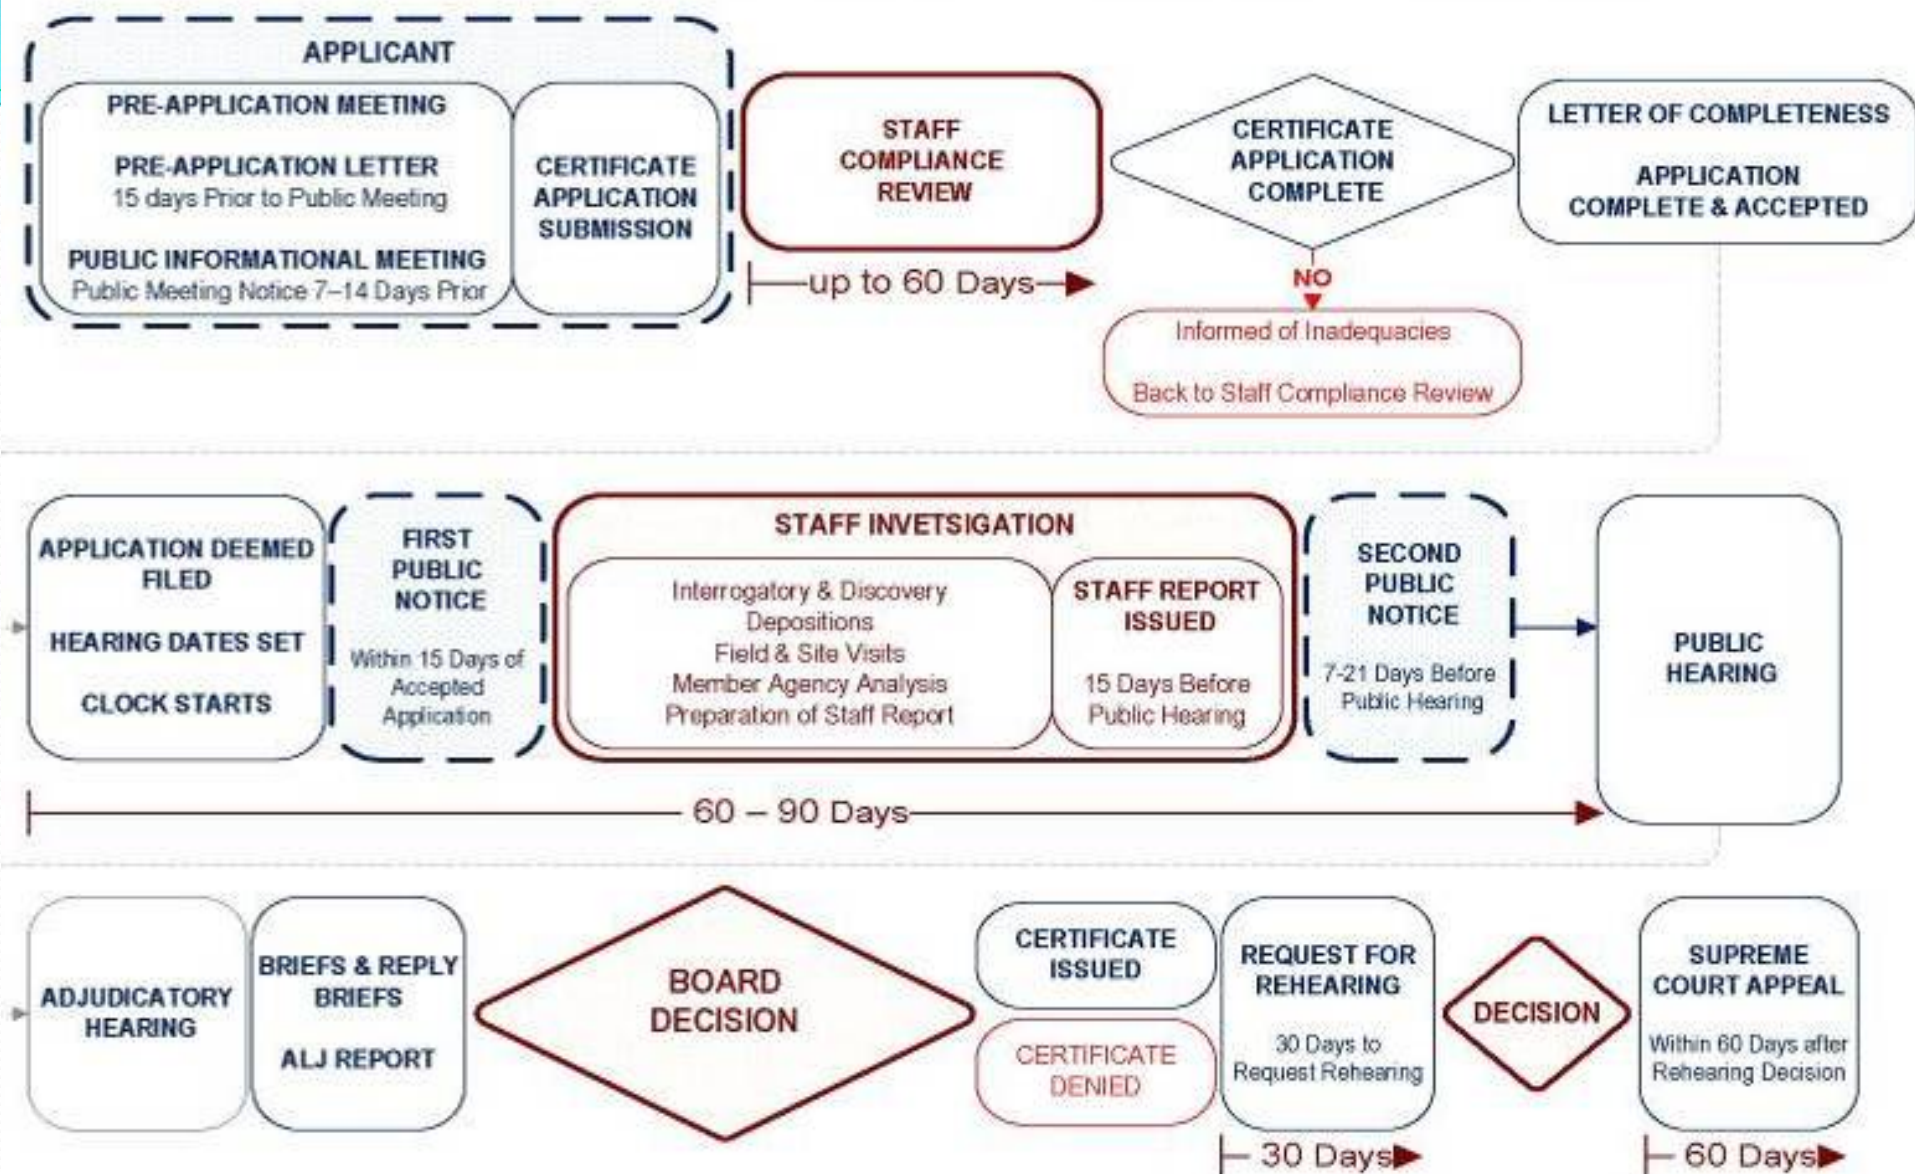 APPLICANT
PRE-APPLICATION MEETING
PRE-APPLICATION LETTER
15 days Prior to Public Meeting
PUBLIC INFORMATIONAL MEETING
Public Meeting Notice 7–14 Days Prior
CERTIFICATE
APPLICATION
SUBMISSION
STAFF
COMPLIANCE
REVIEW
up to 60 Days
CERTIFICATE
APPLICATION
COMPLETE
NO
Informed of Inadequacies
Back to Staff Compliance Review
LETTER OF COMPLETENESS
APPLICATION
COMPLETE & ACCEPTED
APPLICATION DEEMED
FILED
HEARING DATES SET
CLOCK STARTS
FIRST
PUBLIC
NOTICE
Within 15 Days of
Accepted
Application
STAFF INVETSIGATION
Interrogatory & Discovery
Depositions
Field & Site Visits
Member Agency Analysis
Preparation of Staff Report
STAFF REPORT
ISSUED
15 Days Before
Public Hearing
SECOND
PUBLIC
NOTICE
7-21 Days Before
Public Hearing
PUBLIC
HEARING
60 – 90 Days
ADJUDICATORY
HEARING
BRIEFS & REPLY
BRIEFS
ALJ REPORT
BOARD
DECISION
CERTIFICATE
ISSUED
CERTIFICATE
DENIED
REQUEST FOR
REHEARING
30 Days to
Request Rehearing
30 Days
DECISION
SUPREME
COURT APPEAL
Within 60 Days after
Rehearing Decision
60 Days